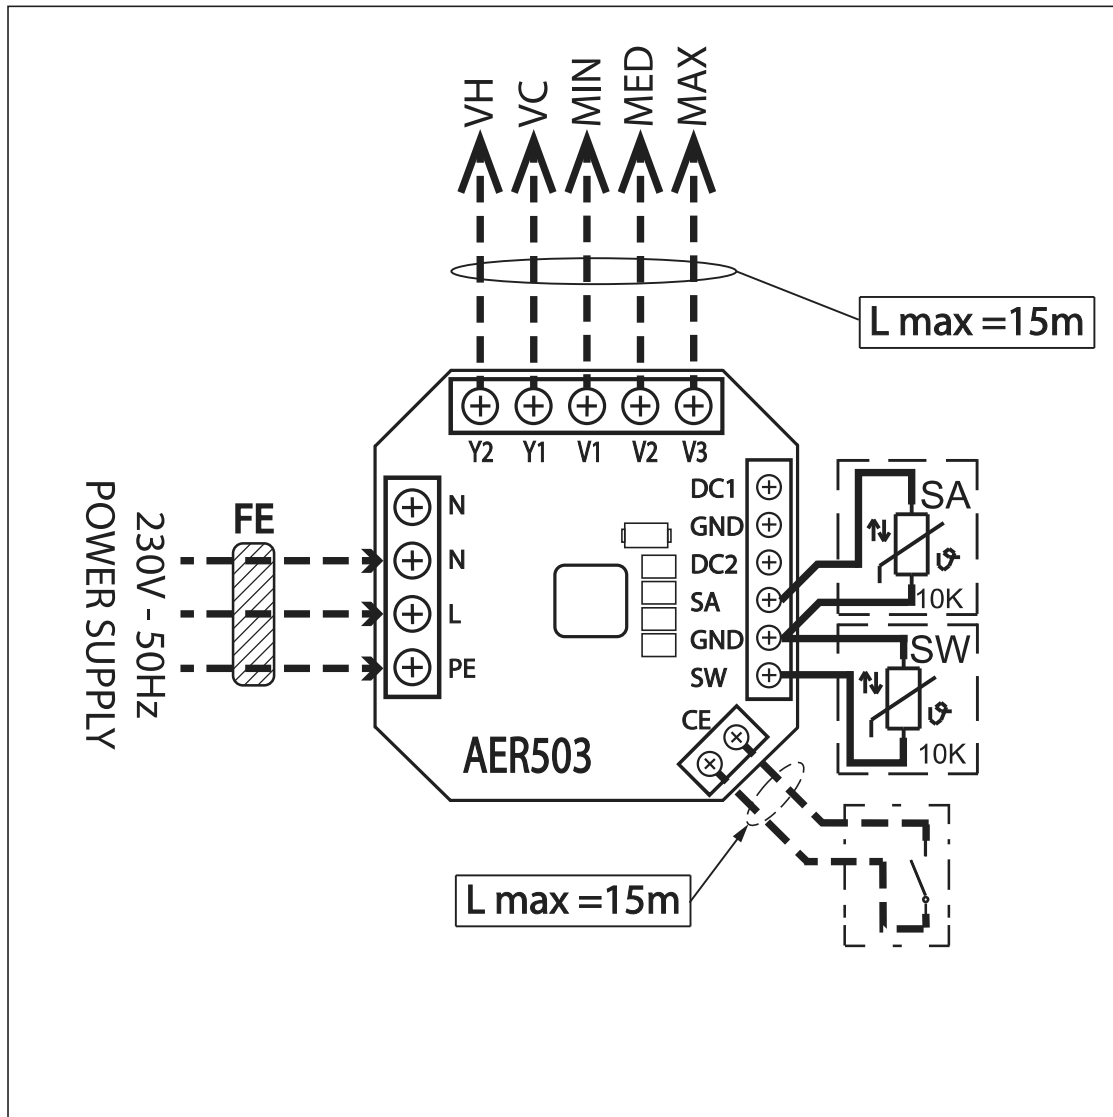 VH
VC
MIN
MED
MAX
L max =15m
Y2
Y1
V1
V2
V3
N
N
L
PE
FE
230V - 50Hz
POWER SUPPLY
DC1
GND
DC2
SA
GND
SW
CE
AER503
SA
ϑ
10K
SW
ϑ
10K
L max =15m